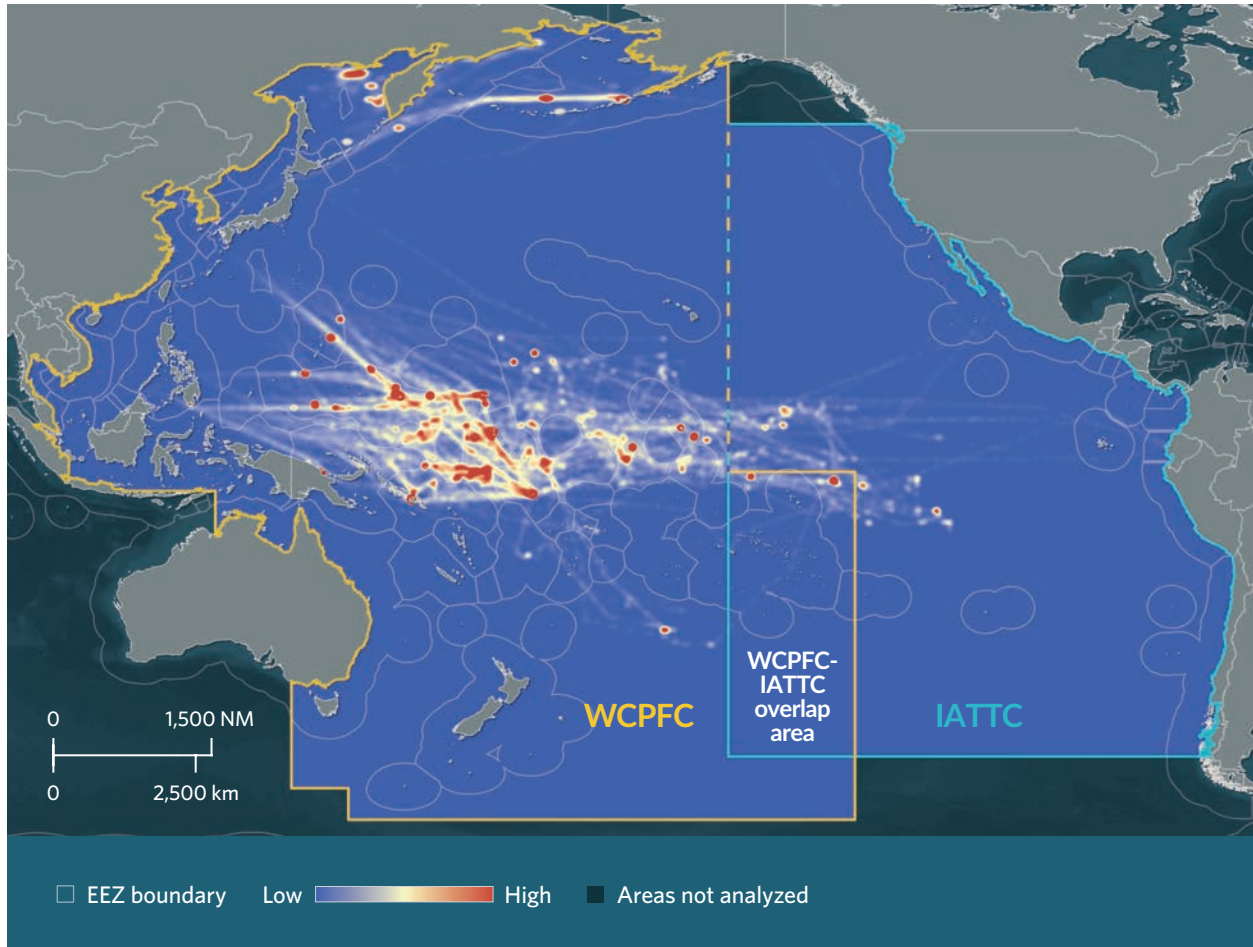 WCPFC-
IATTC
overlap
area
WCPFC
IATTC
0 1,500 NM
0 2,500 km
EEZ boundary Low High Areas not analyzed